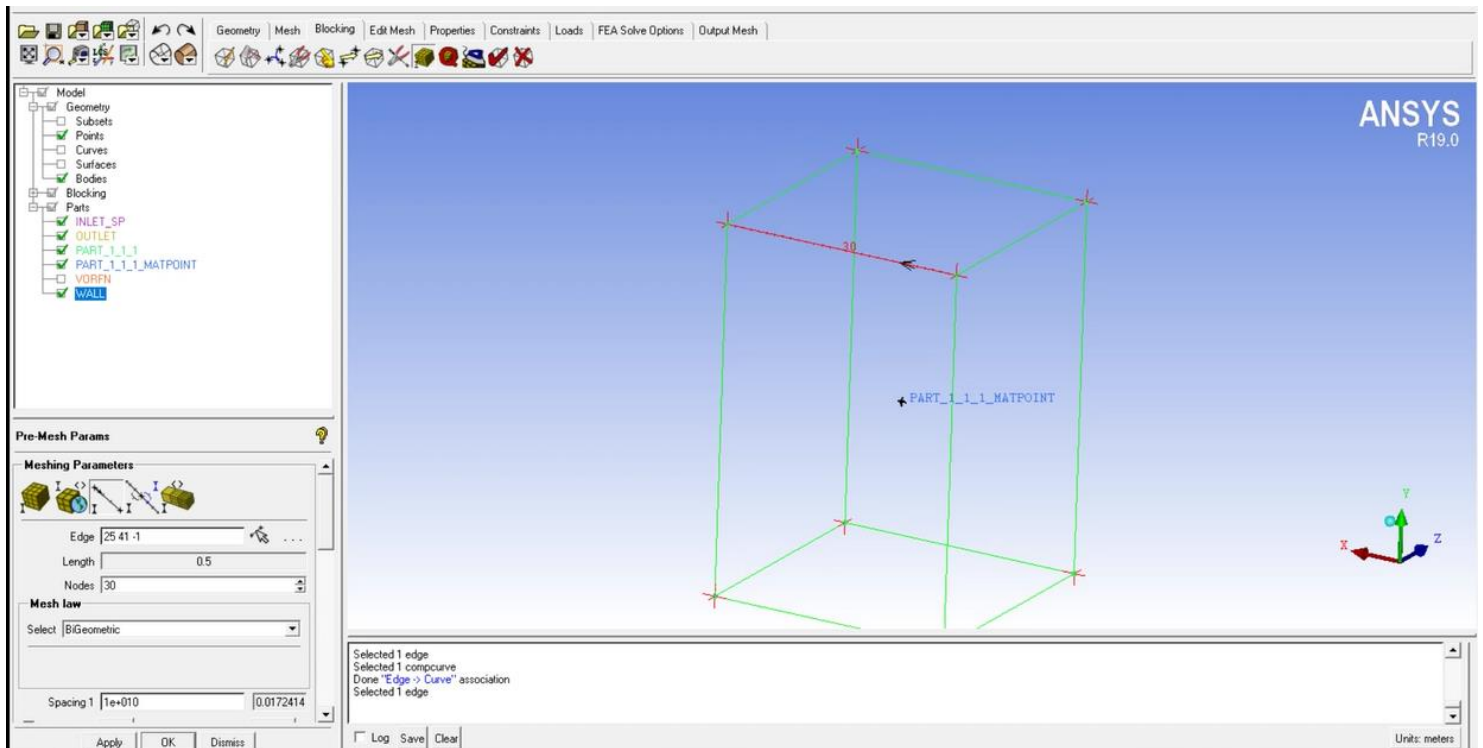 Geometry Mesh Blocking Edit Mesh Properties Constraints Loads FEA Solve Options Output Mesh
Model
Geometry
Subsets
Points
Curves
Surfaces
Bodies
Blocking
Parts
INLET_SP
OUTLET
PART_1_1_1
PART_1_1_1_MATPOINT
VORFN
WALL
ANSYS
R19.0
30
PART_1_1_1_MATPOINT
Y
X
Z
Pre-Mesh Params
Meshing Parameters
Edge 25 41 -1
Length 0.5
Nodes 30
Mesh law
Select BiGeometric
Spacing 1 1e+010 0.0172414
Apply OK Dismiss
Selected 1 edge
Selected 1 compcurve
Done "Edge -> Curve" association
Selected 1 edge
Log Save Clear
Units: meters